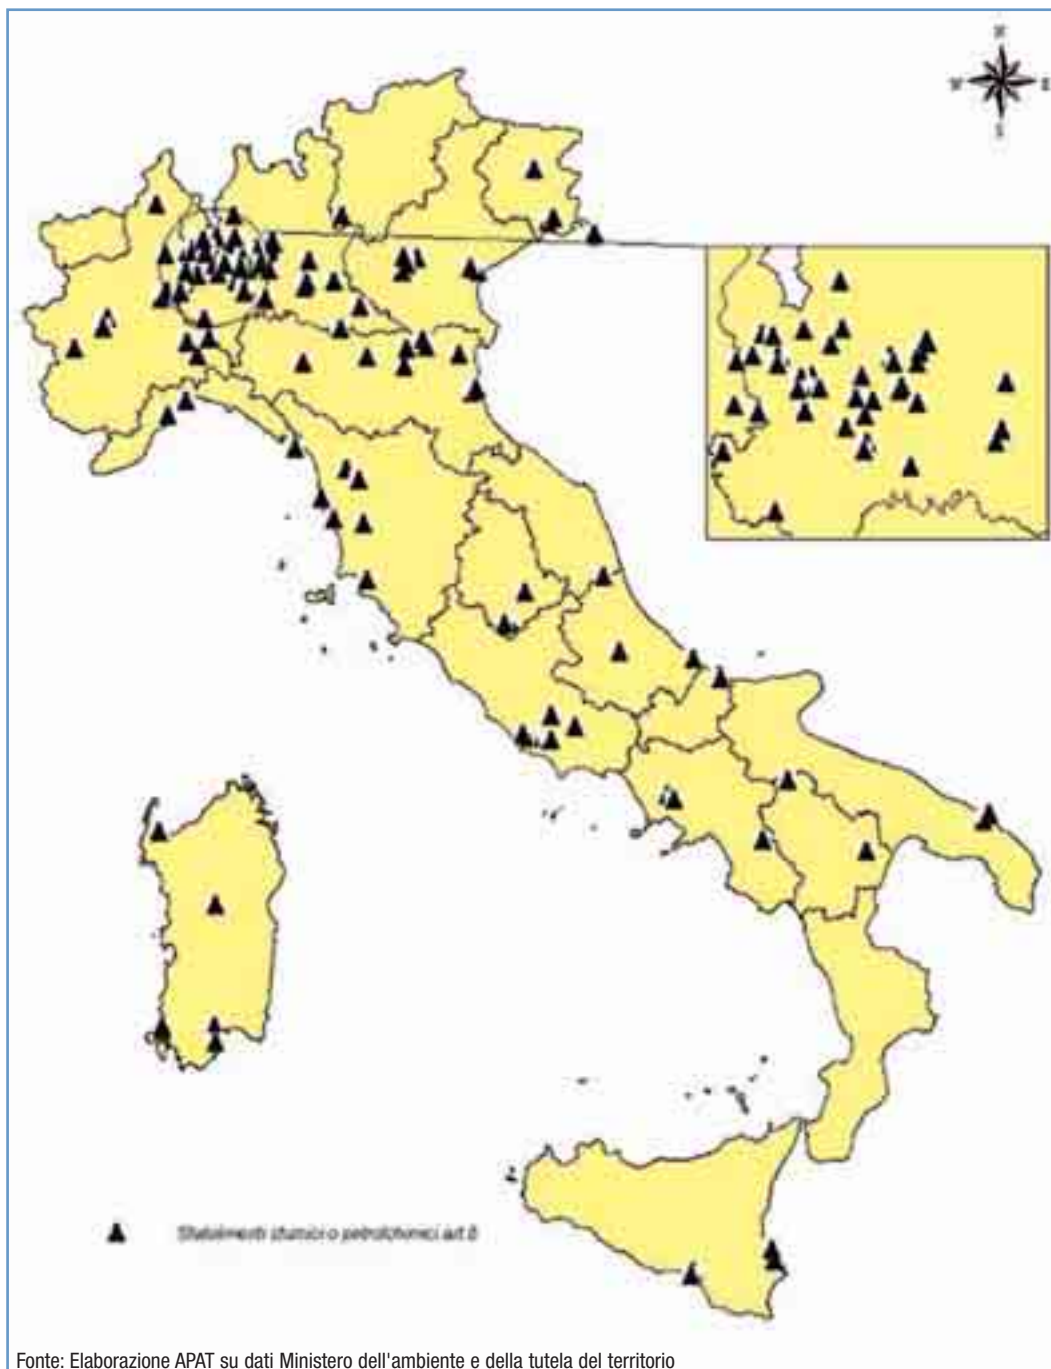 Stabilimenti chimici o petrolchimici art.8
Fonte: Elaborazione APAT su dati Ministero dell'ambiente e della tutela del territorio